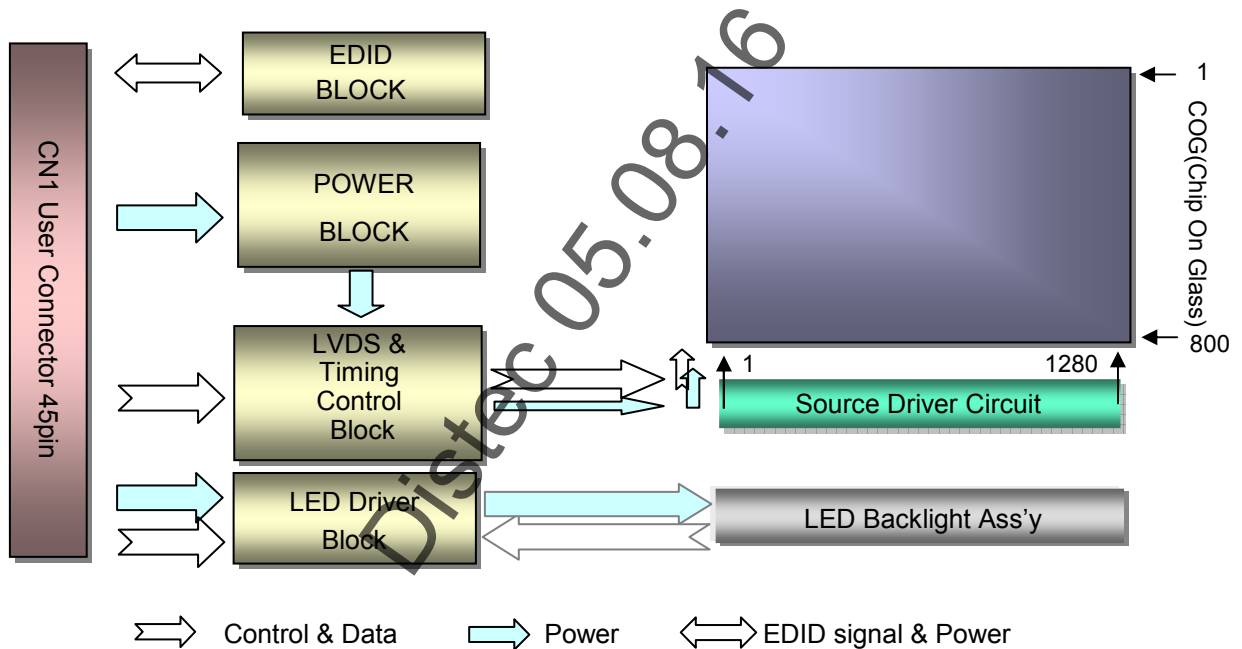 CN1 User Connector 45pin
EDID
BLOCK
POWER
BLOCK
LVDS &
Timing
Control
Block
LED Driver
Block
1
COG(Chip On Glass)
800
1
1280
Source Driver Circuit
LED Backlight Ass'y
Control & Data
Power
EDID signal & Power
Distec 05.08.16